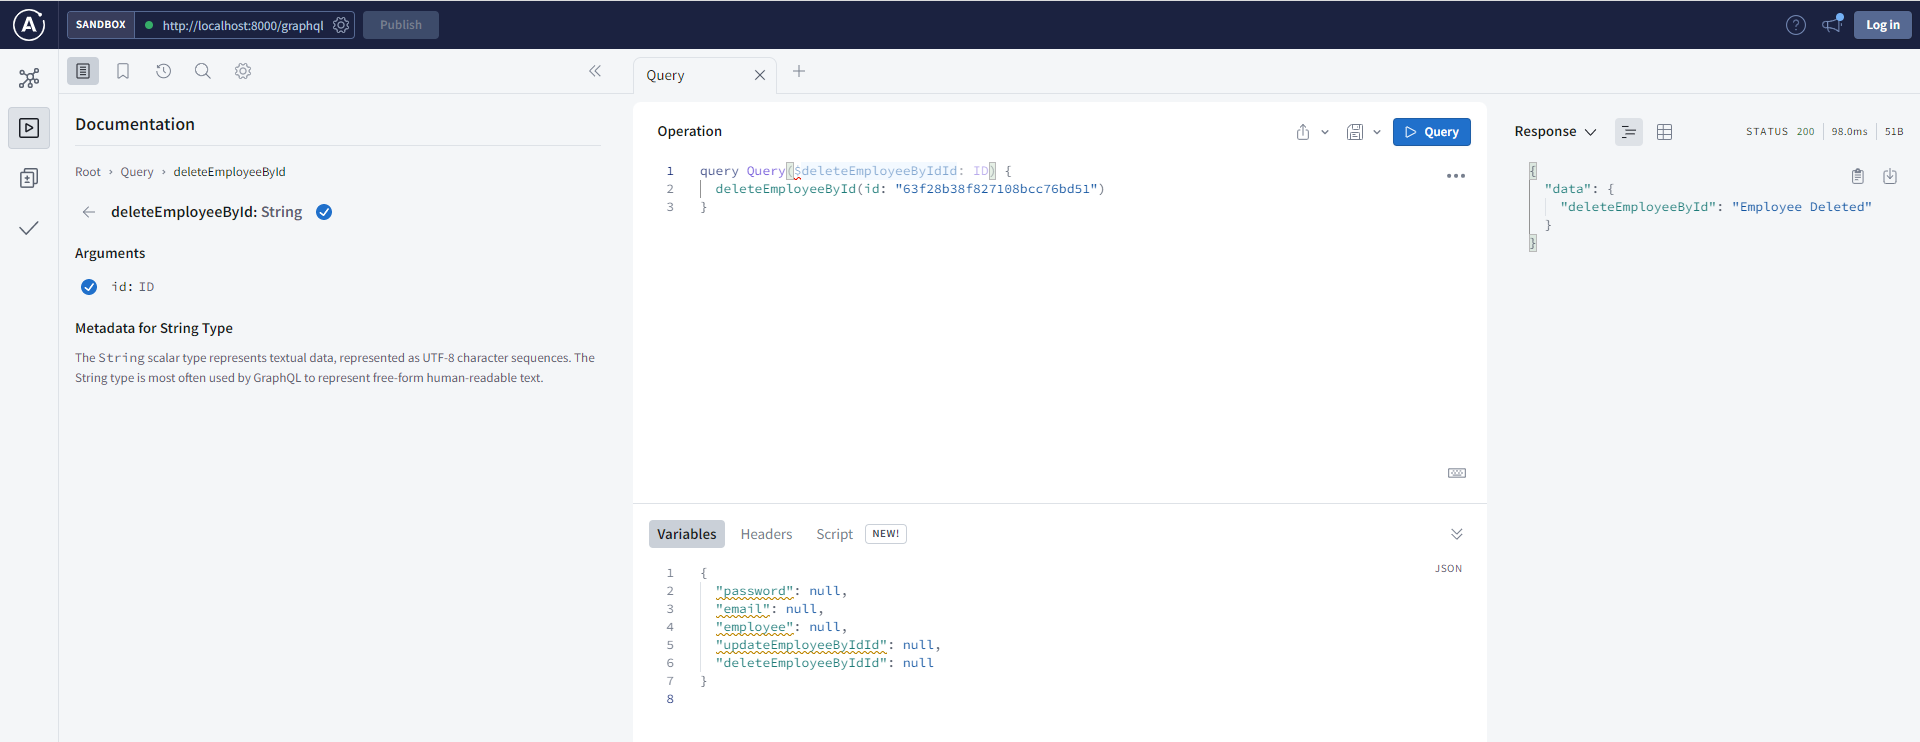 A SANDBOX http://localhost:8000/graphql Publish Log in
Documentation
Root › Query › deleteEmployeeById
deleteEmployeeById: String
Arguments
id: ID
Metadata for String Type
The String scalar type represents textual data, represented as UTF-8 character sequences. The
String type is most often used by GraphQL to represent free-form human-readable text.
Query
Operation
Query
1 query Query($deleteEmployeeByIdId: ID) {
2 deleteEmployeeById(id: "63f28b38f827108bcc76bd51")
3 }
Variables Headers Script NEW!
JSON
1 {
2 "password": null,
3 "email": null,
4 "employee": null,
5 "updateEmployeeByIdId": null,
6 "deleteEmployeeByIdId": null
7 }
8
Response STATUS 200 98.0ms 51B
{
"data": {
"deleteEmployeeById": "Employee Deleted"
}
}